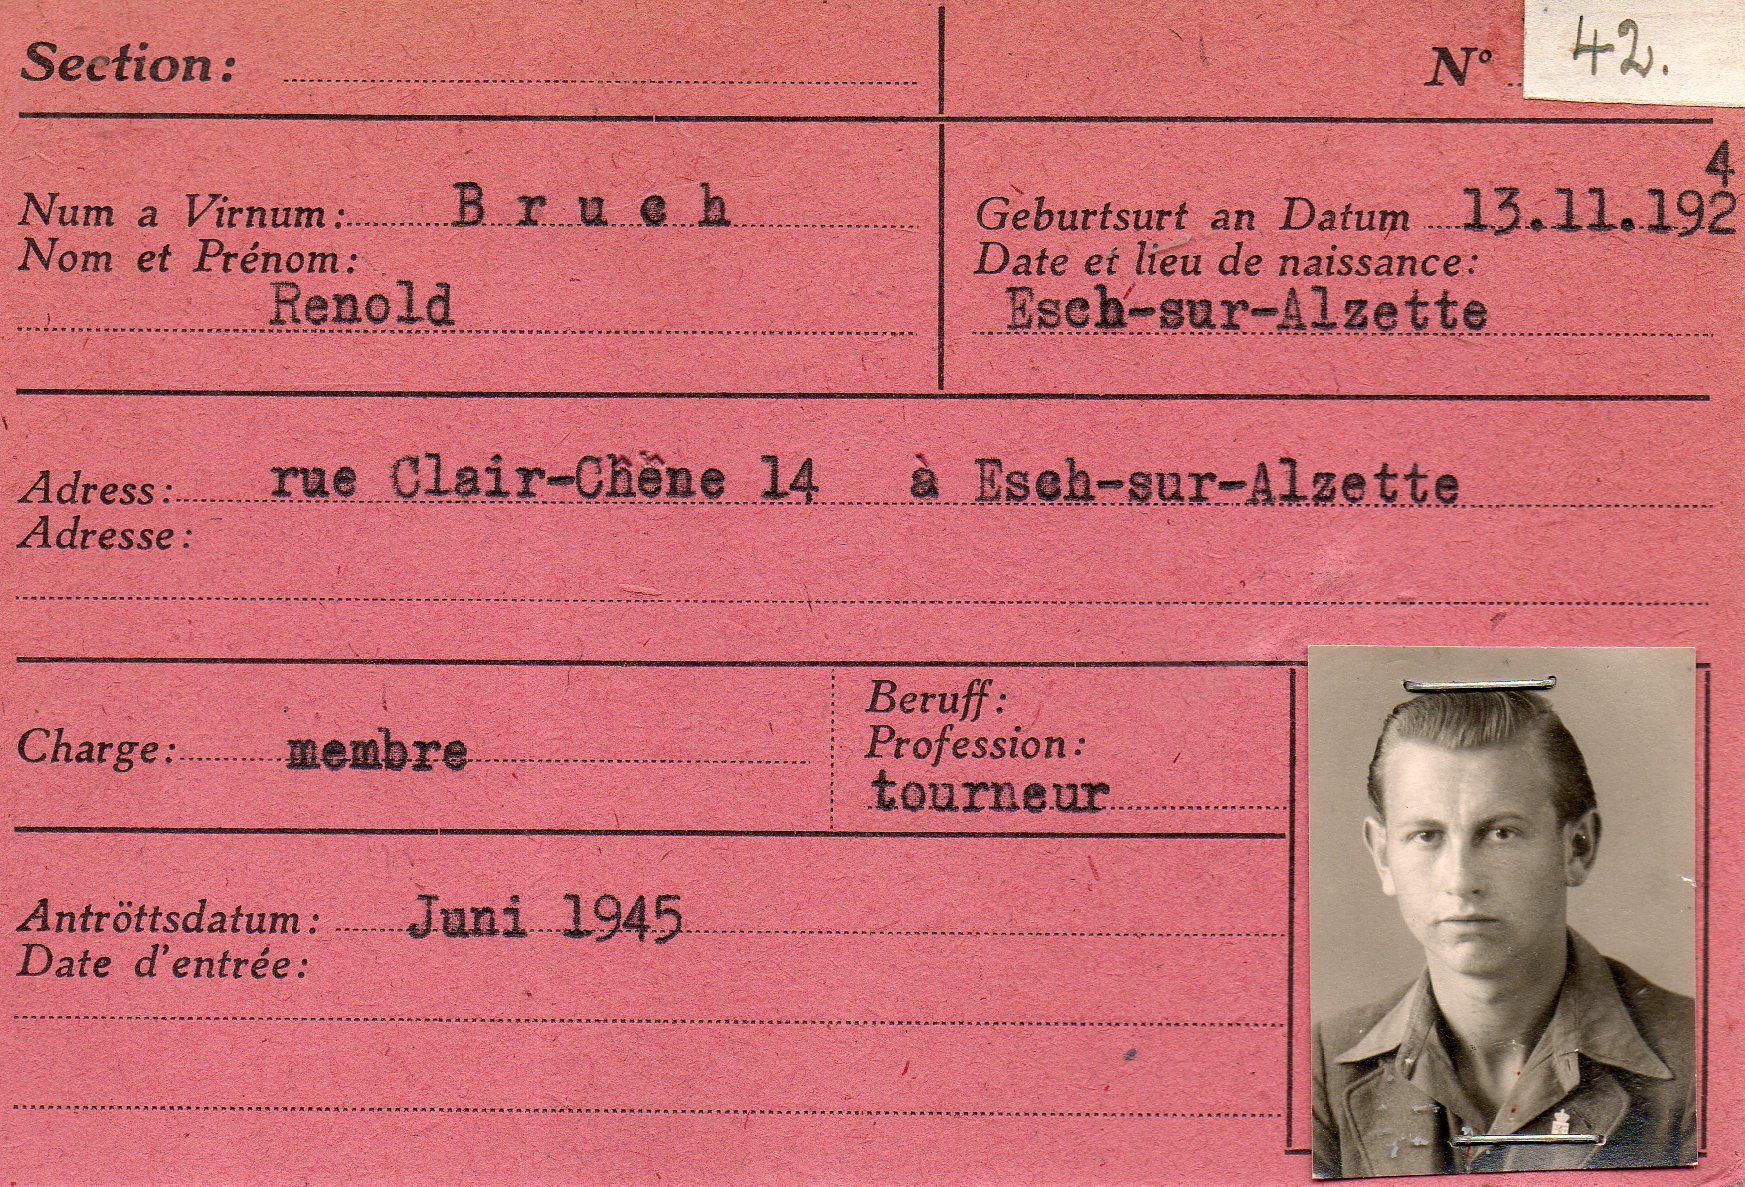 Section:
N° 42.
Num a Virnum: Bruch
Nom et Prénom:
Renold
Geburtsurt an Datum 13.11.1924
Date et lieu de naissance:
Esch-sur-Alzette
Adress: rue Clair-Chêne 14 à Esch-sur-Alzette
Adresse:
Charge: membre
Beruff:
Profession:
tourneur
Antröttsdatum: Juni 1945
Date d'entrée: